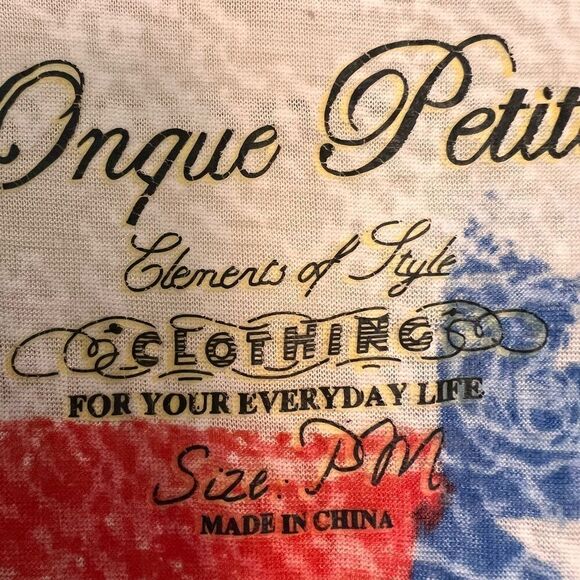 Onque Petite
Elements of Style
CLOTHING
FOR YOUR EVERYDAY LIFE
Size: PM
MADE IN CHINA